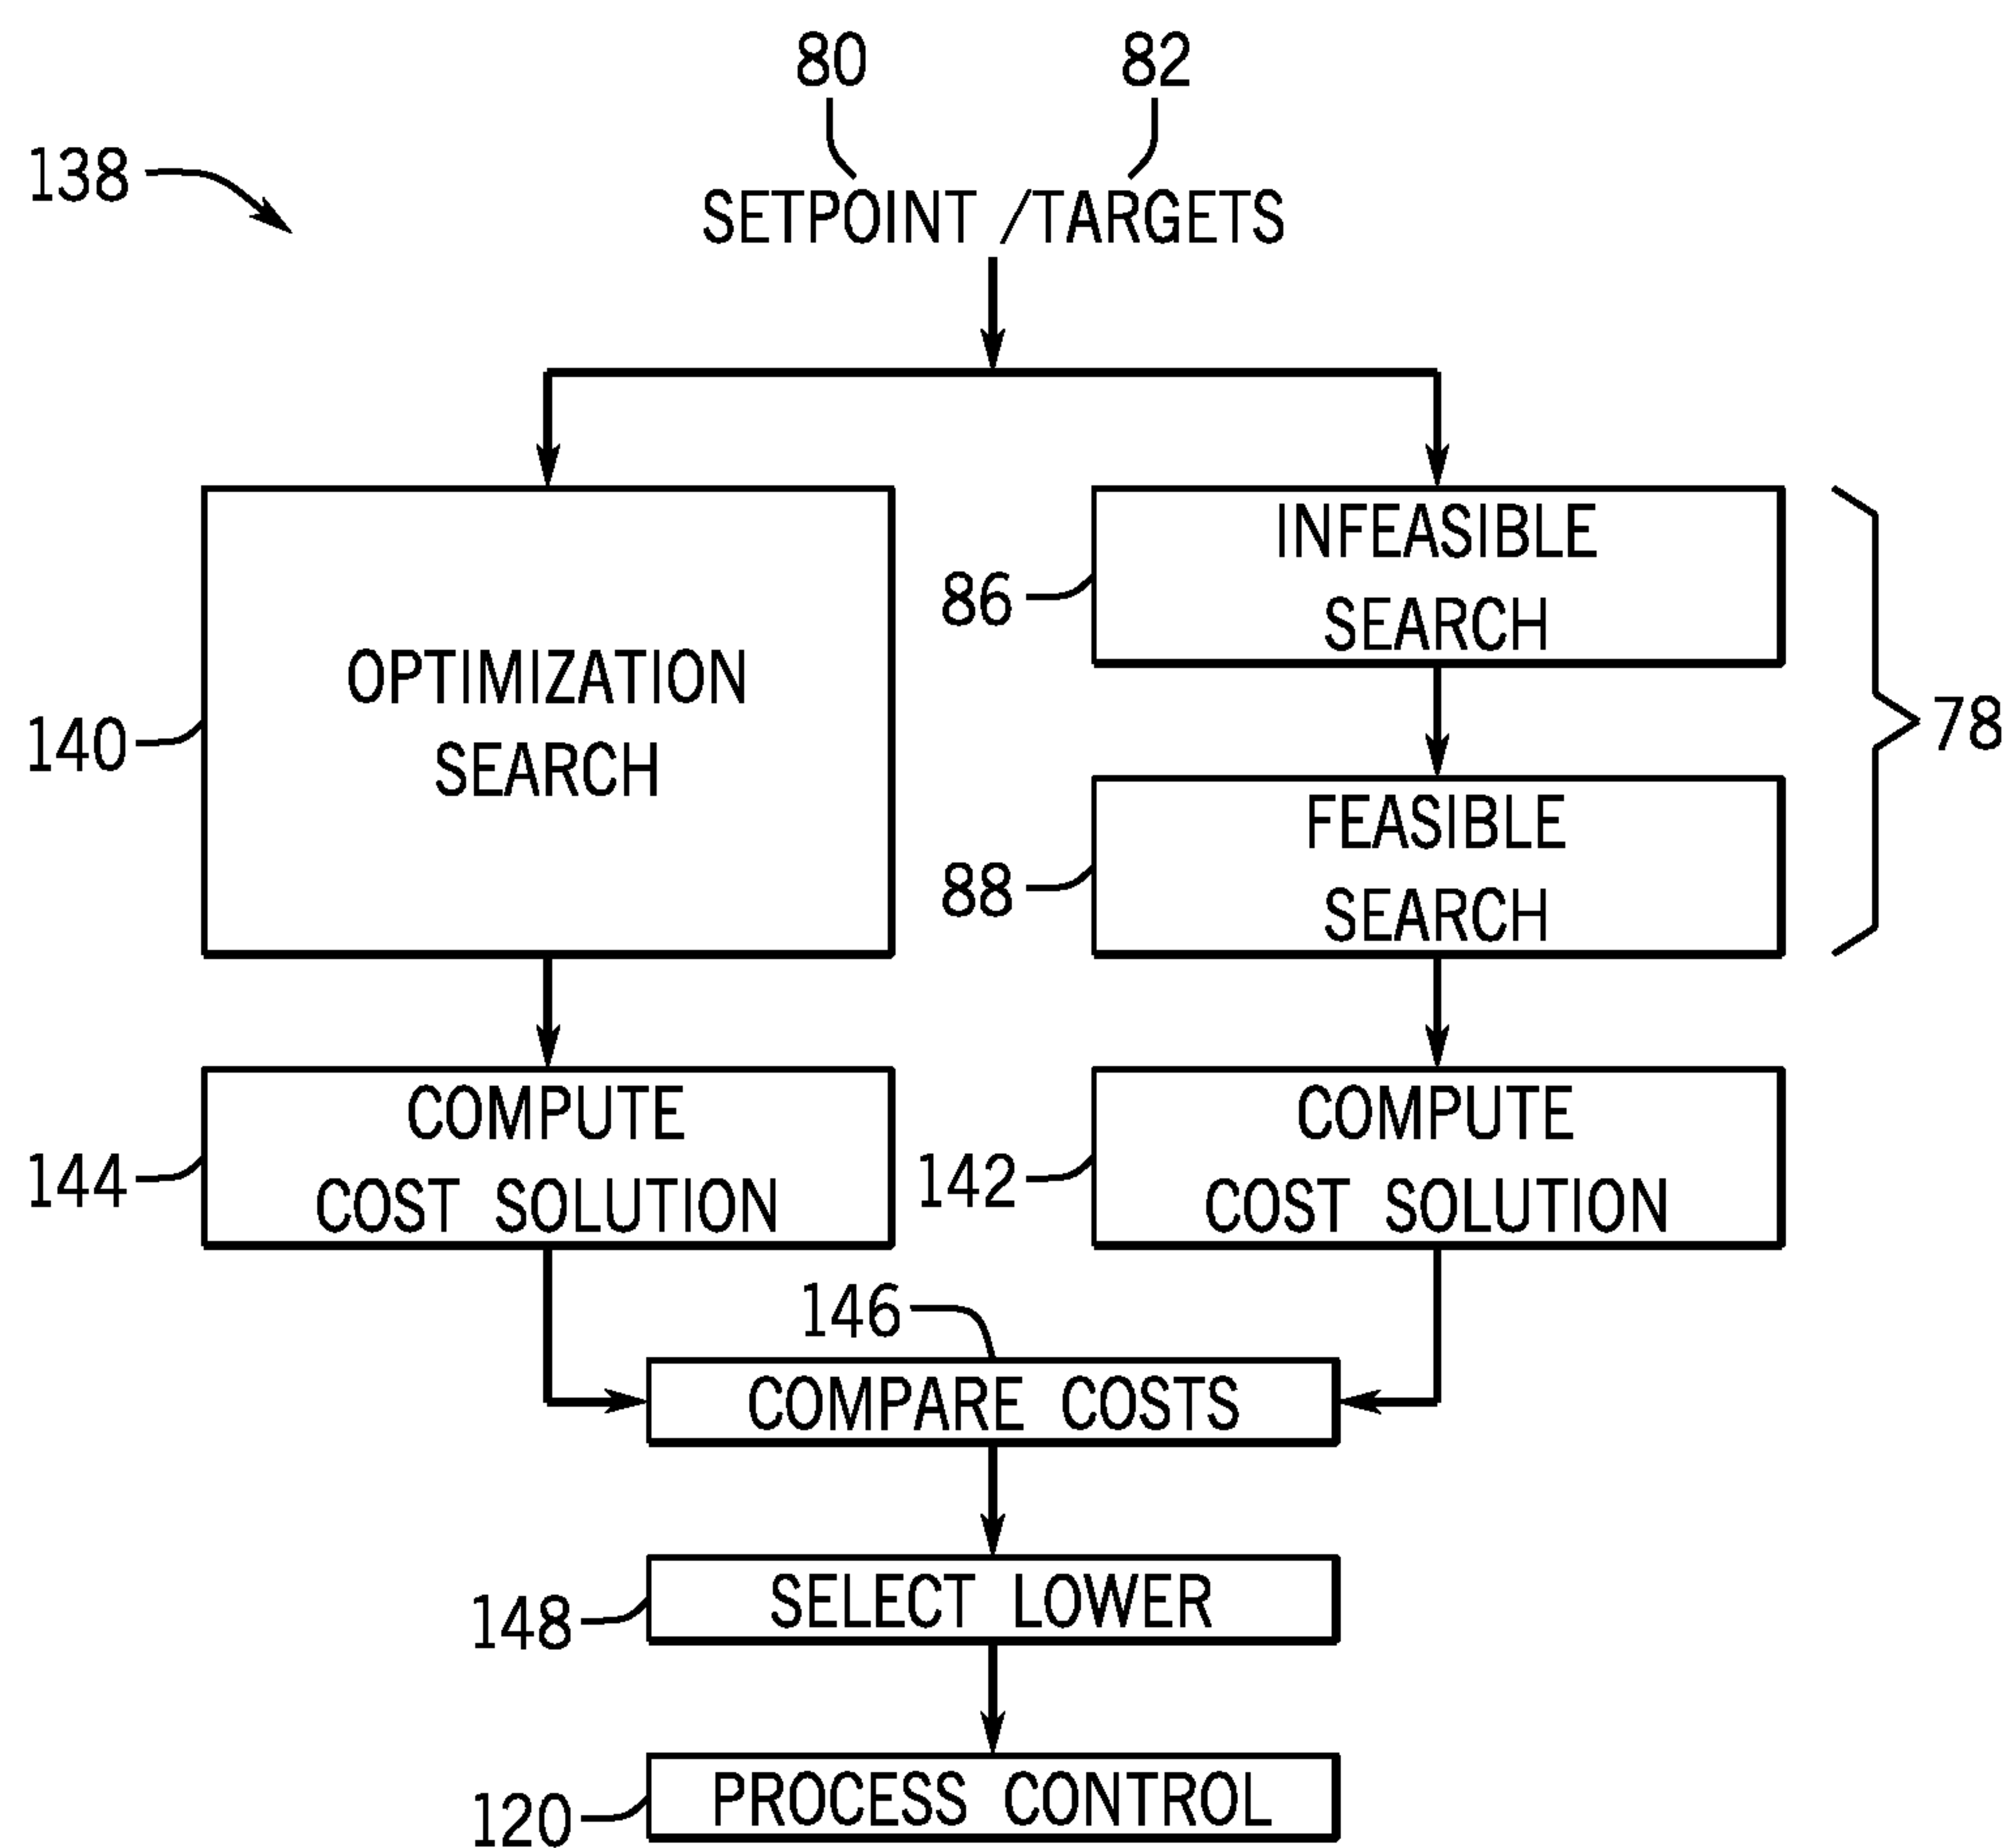 80 82
138
SETPOINT /TARGETS
INFEASIBLE
SEARCH
86
OPTIMIZATION
SEARCH
140
78
FEASIBLE
SEARCH
88
COMPUTE
COST SOLUTION
144
COMPUTE
COST SOLUTION
142
146
COMPARE COSTS
SELECT LOWER
148
PROCESS CONTROL
120